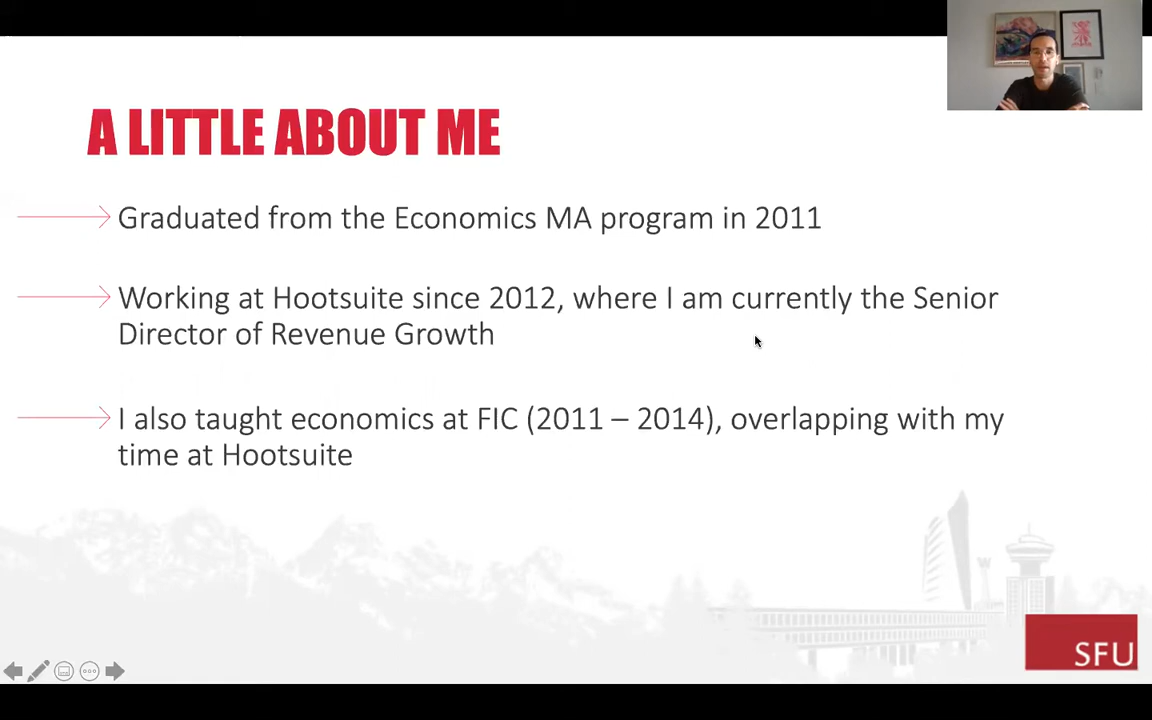 A LITTLE ABOUT ME
Graduated from the Economics MA program in 2011
Working at Hootsuite since 2012, where I am currently the Senior
Director of Revenue Growth
I also taught economics at FIC (2011 – 2014), overlapping with my
time at Hootsuite
SFU